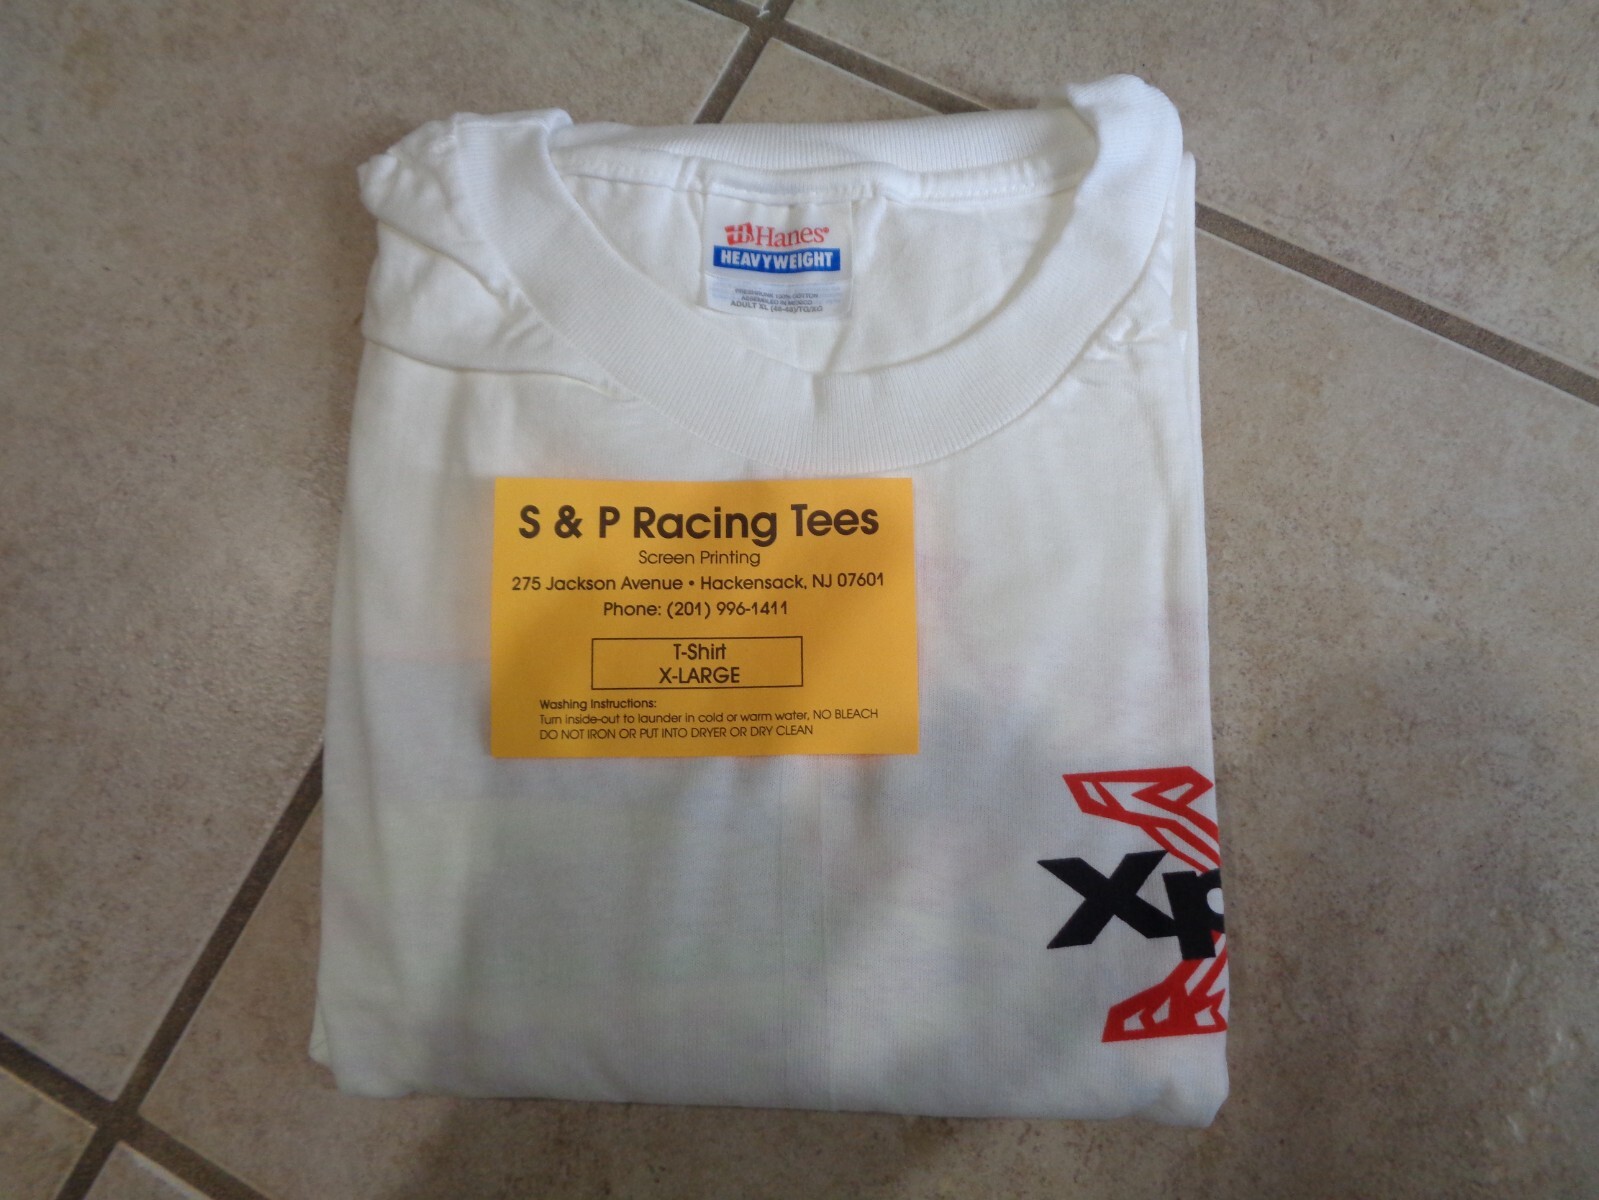 Hanes®
HEAVYWEIGHT
ADULT XL
S & P Racing Tees
Screen Printing
275 Jackson Avenue • Hackensack, NJ 07601
Phone: (201) 996-1411
T-Shirt
X-LARGE
Washing Instructions:
Turn inside-out to launder in cold or warm water, NO BLEACH
DO NOT IRON OR PUT INTO DRYER OR DRY CLEAN
Xp